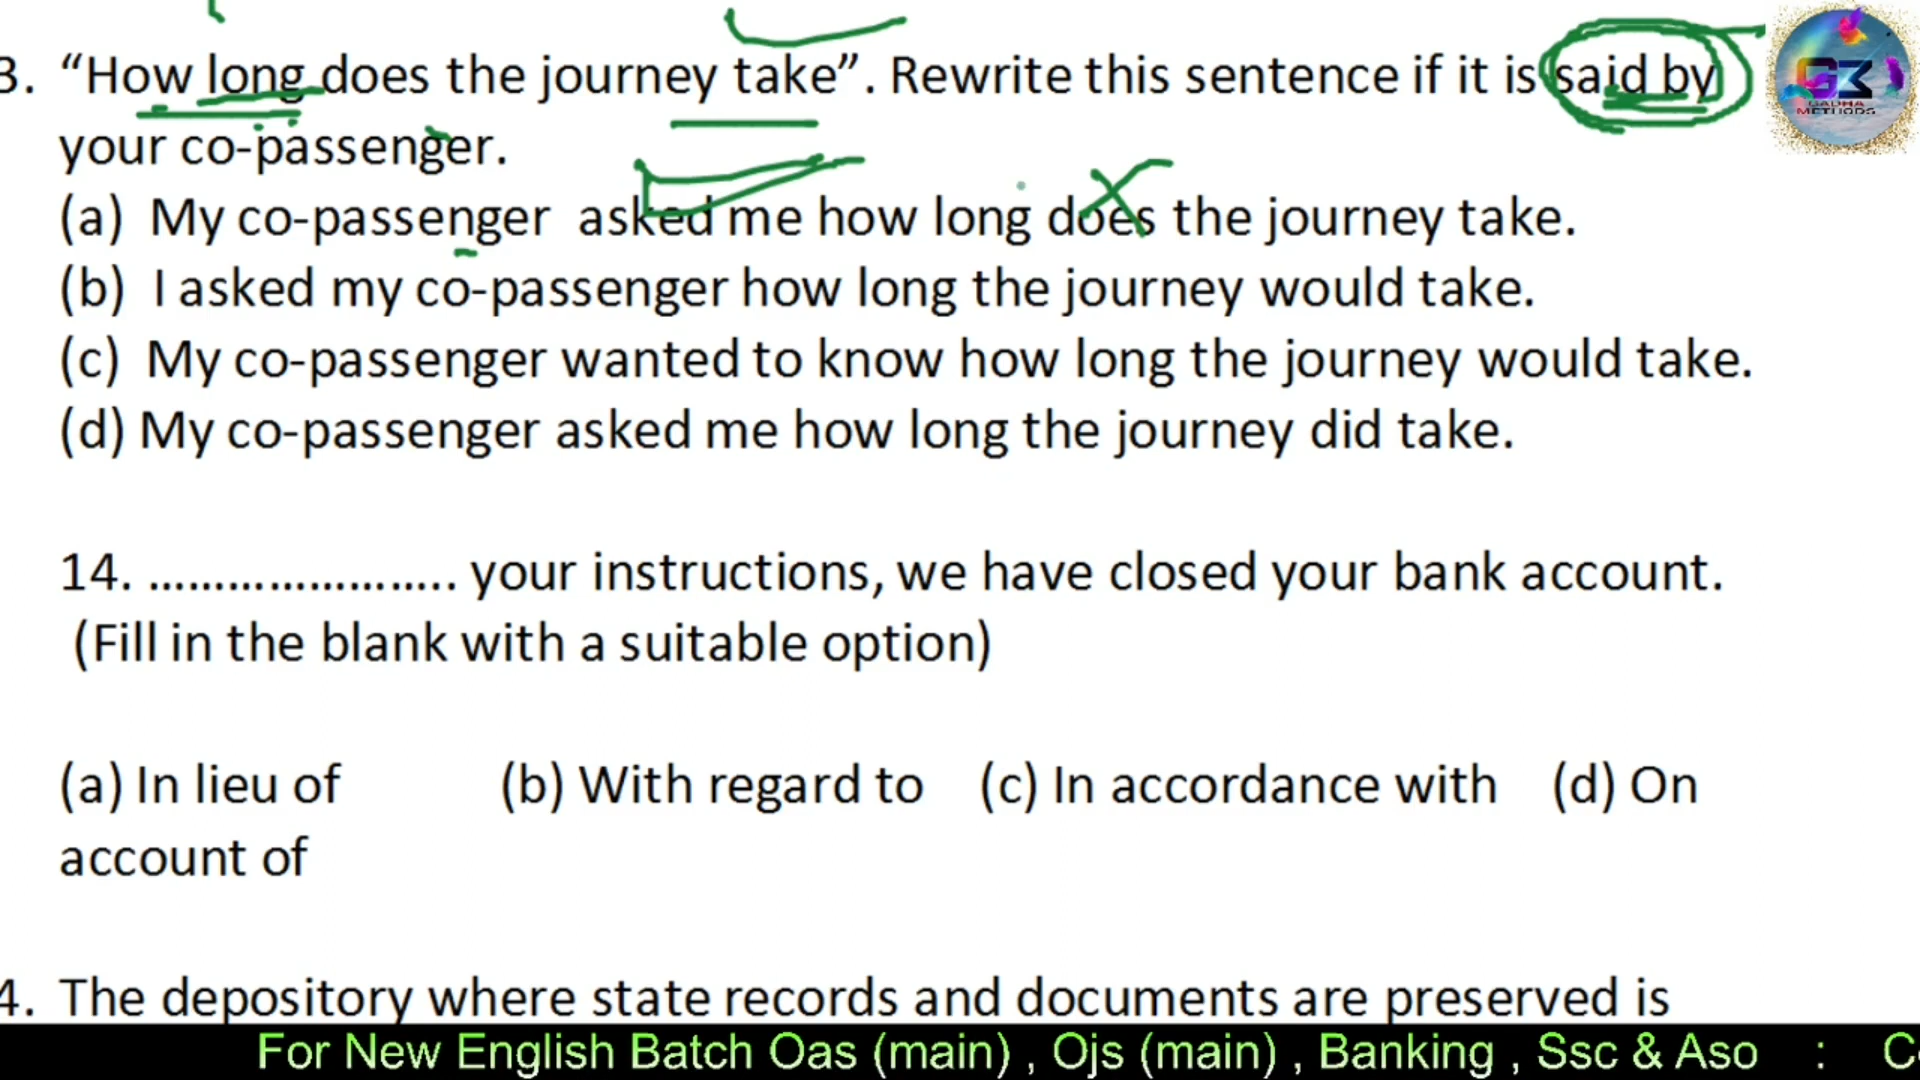 3. “How long does the journey take”. Rewrite this sentence if it is said by
your co-passenger.
(a) My co-passenger asked me how long does the journey take.
(b) I asked my co-passenger how long the journey would take.
(c) My co-passenger wanted to know how long the journey would take.
(d) My co-passenger asked me how long the journey did take.
14. ........................ your instructions, we have closed your bank account.
(Fill in the blank with a suitable option)
(a) In lieu of (b) With regard to (c) In accordance with (d) On
account of
4. The depository where state records and documents are preserved is
For New English Batch Oas (main) , Ojs (main) , Banking , Ssc & Aso : C
METHODS